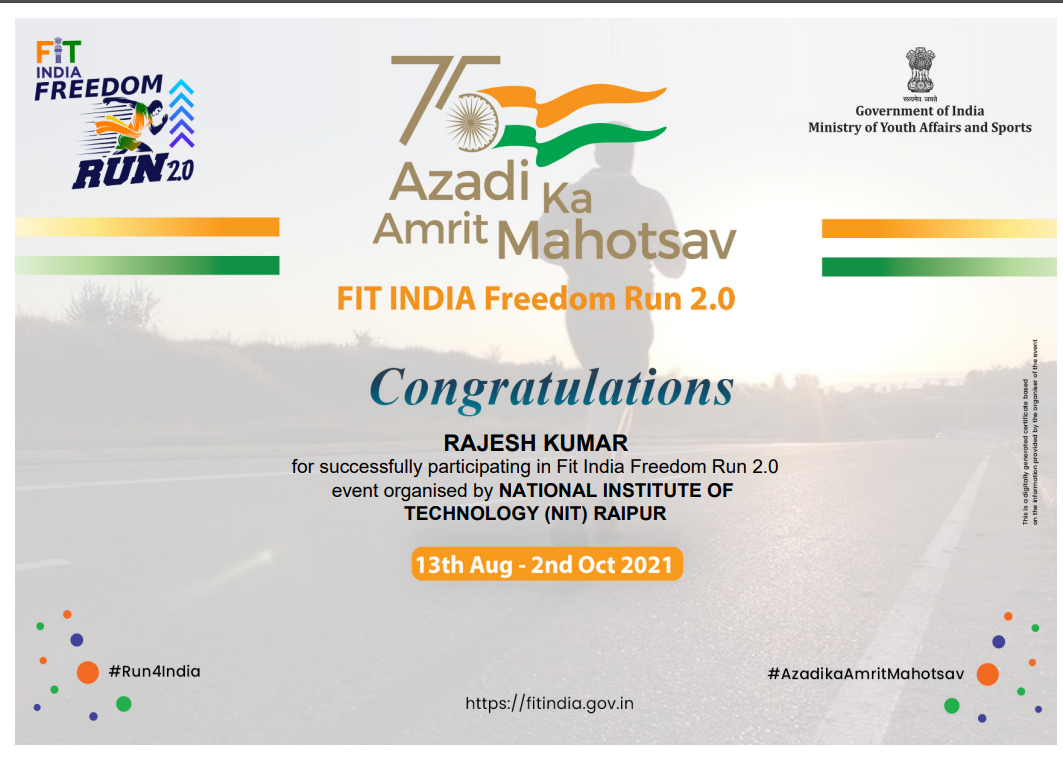 FIT
INDIA
FREEDOM
RUN 2.0
75
Azadi Ka
Amrit Mahotsav
सत्यमेव जयते
Government of India
Ministry of Youth Affairs and Sports
FIT INDIA Freedom Run 2.0
Congratulations
RAJESH KUMAR
for successfully participating in Fit India Freedom Run 2.0
event organised by NATIONAL INSTITUTE OF
TECHNOLOGY (NIT) RAIPUR
13th Aug - 2nd Oct 2021
This is a digitally generated certificate based
on the information provided by the organiser of the event
#Run4India
#AzadikaAmritMahotsav
https://fitindia.gov.in